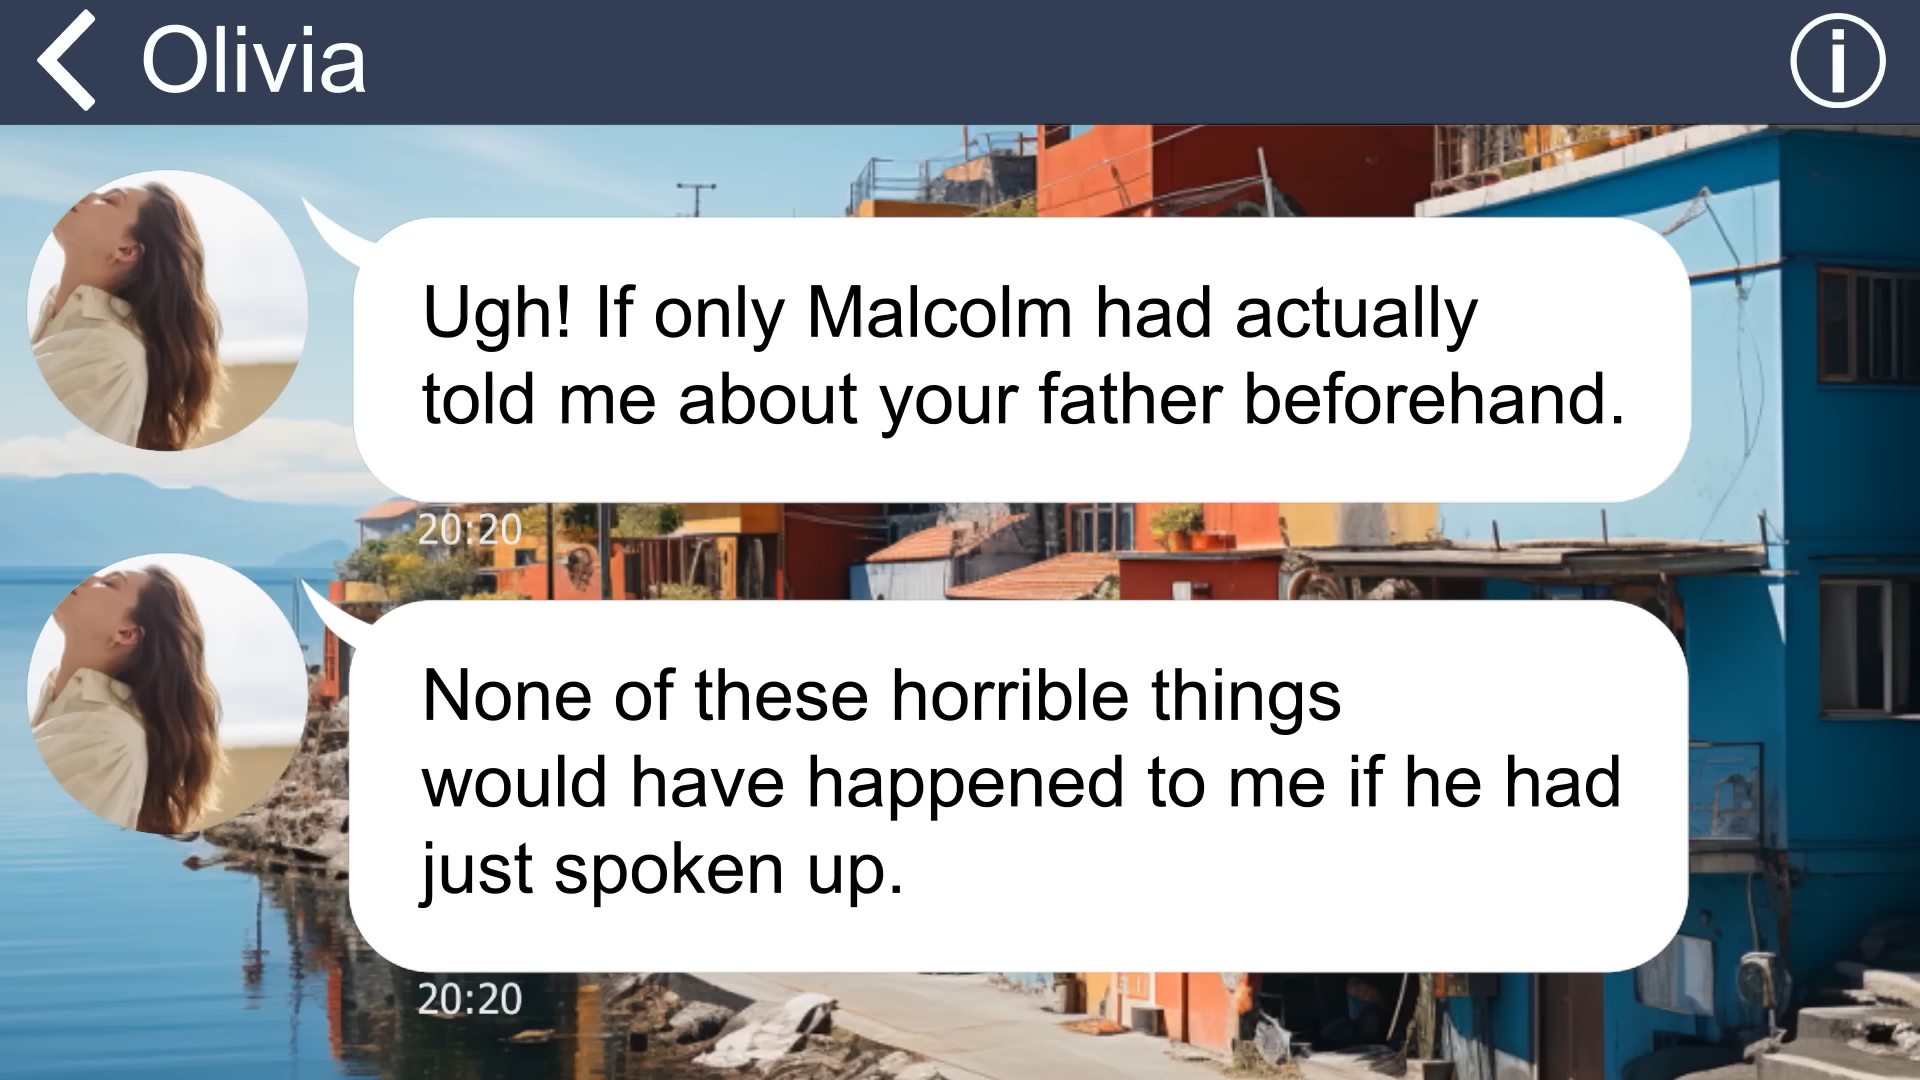 Olivia
Ugh! If only Malcolm had actually
told me about your father beforehand.
20:20
None of these horrible things
would have happened to me if he had
just spoken up.
20:20